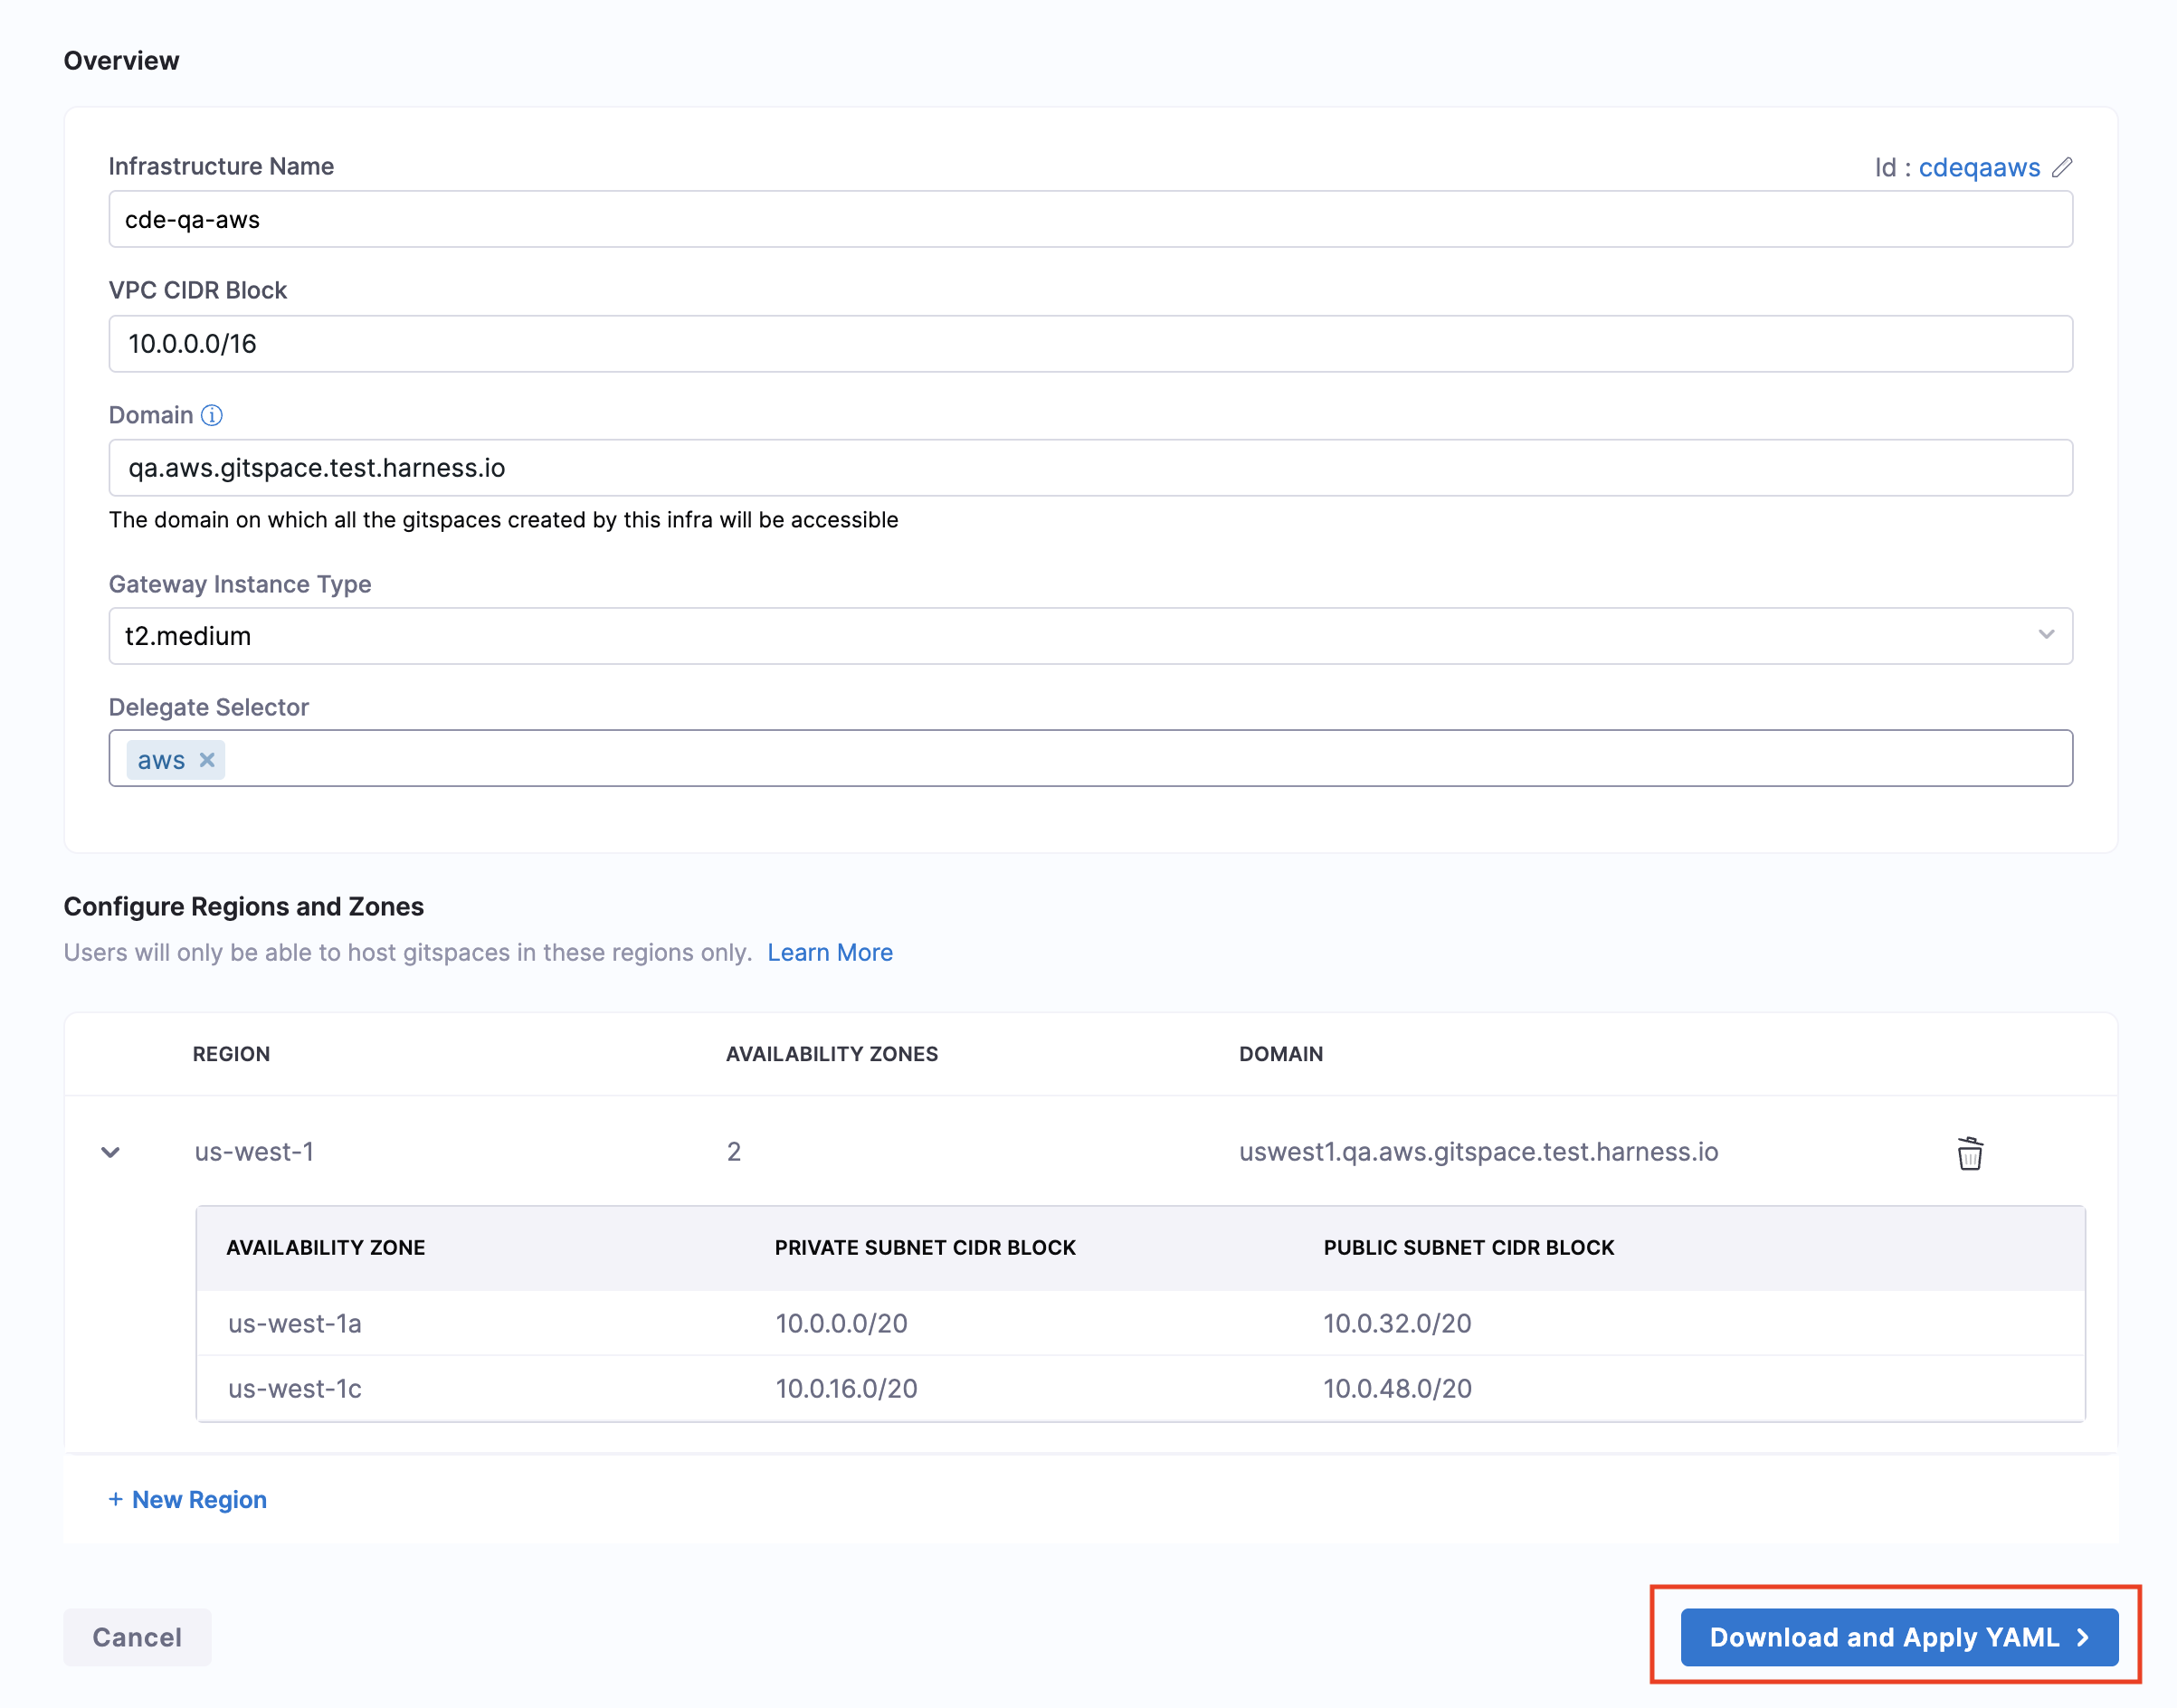 Overview
Infrastructure Name
Id : cdeqaaws
cde-qa-aws
VPC CIDR Block
10.0.0.0/16
Domain
qa.aws.gitspace.test.harness.io
The domain on which all the gitspaces created by this infra will be accessible
Gateway Instance Type
t2.medium
Delegate Selector
aws
Configure Regions and Zones
Users will only be able to host gitspaces in these regions only. Learn More
REGION AVAILABILITY ZONES DOMAIN
us-west-1 2 uswest1.qa.aws.gitspace.test.harness.io
AVAILABILITY ZONE PRIVATE SUBNET CIDR BLOCK PUBLIC SUBNET CIDR BLOCK
us-west-1a 10.0.0.0/20 10.0.32.0/20
us-west-1c 10.0.16.0/20 10.0.48.0/20
+ New Region
Cancel
Download and Apply YAML